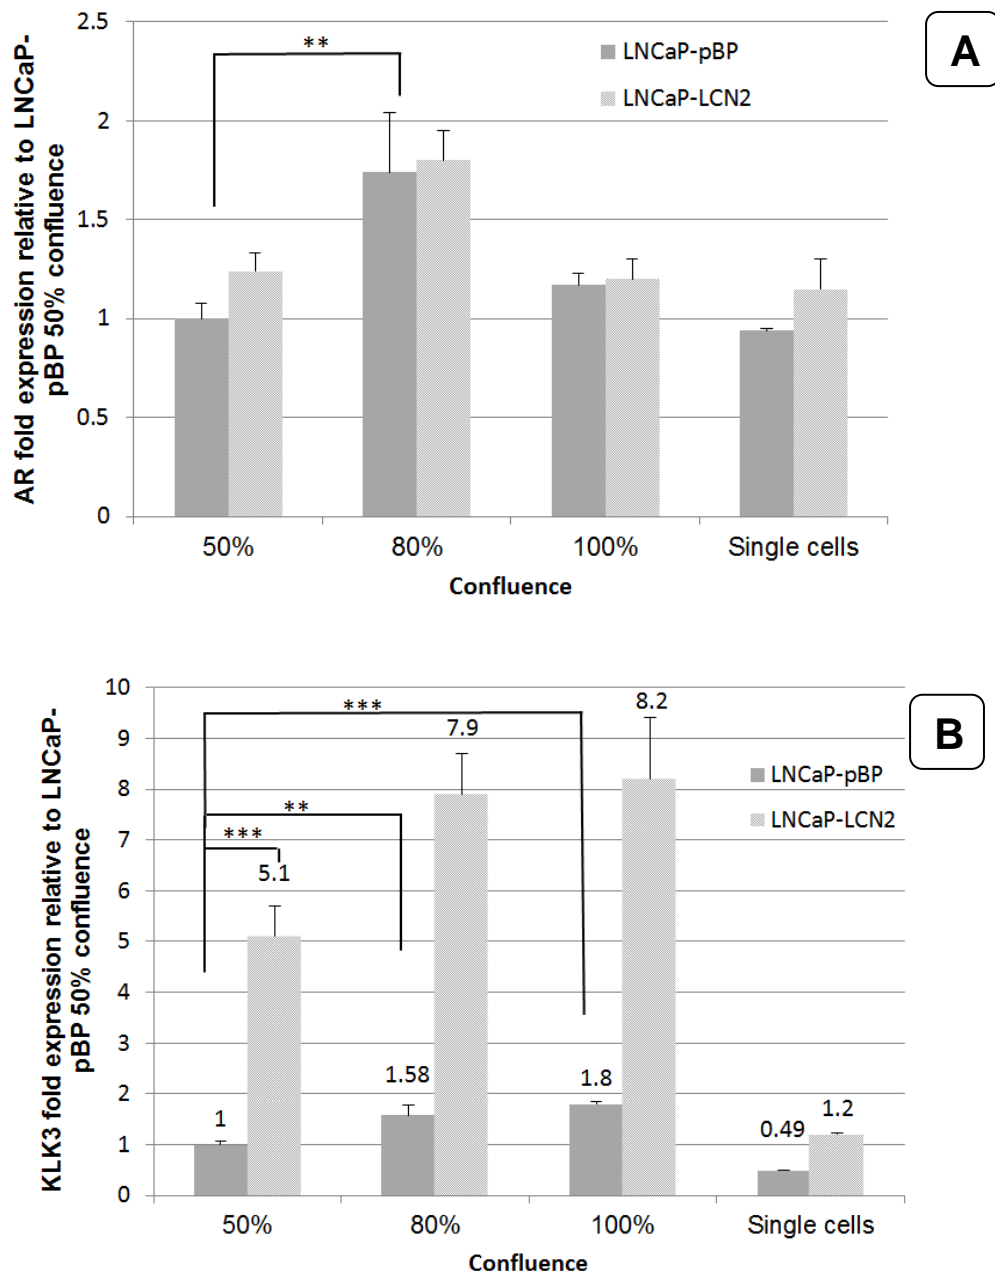 2.5
**
LNCaP-pBP
LNCaP-LCN2
A
2
1.5
1
0.5
0
AR fold expression relative to LNCaP-
pBP 50% confluence
50%
80%
100%
Single cells
Confluence
10
***
8.2
7.9
9
B
LNCaP-pBP
8
**
LNCaP-LCN2
7
***
5.1
6
5
4
3
1.58
1.8
2
1
0.49
1.2
1
0
KLK3 fold expression relative to LNCaP-
pBP 50% confluence
50%
80%
100%
Single cells
Confluence